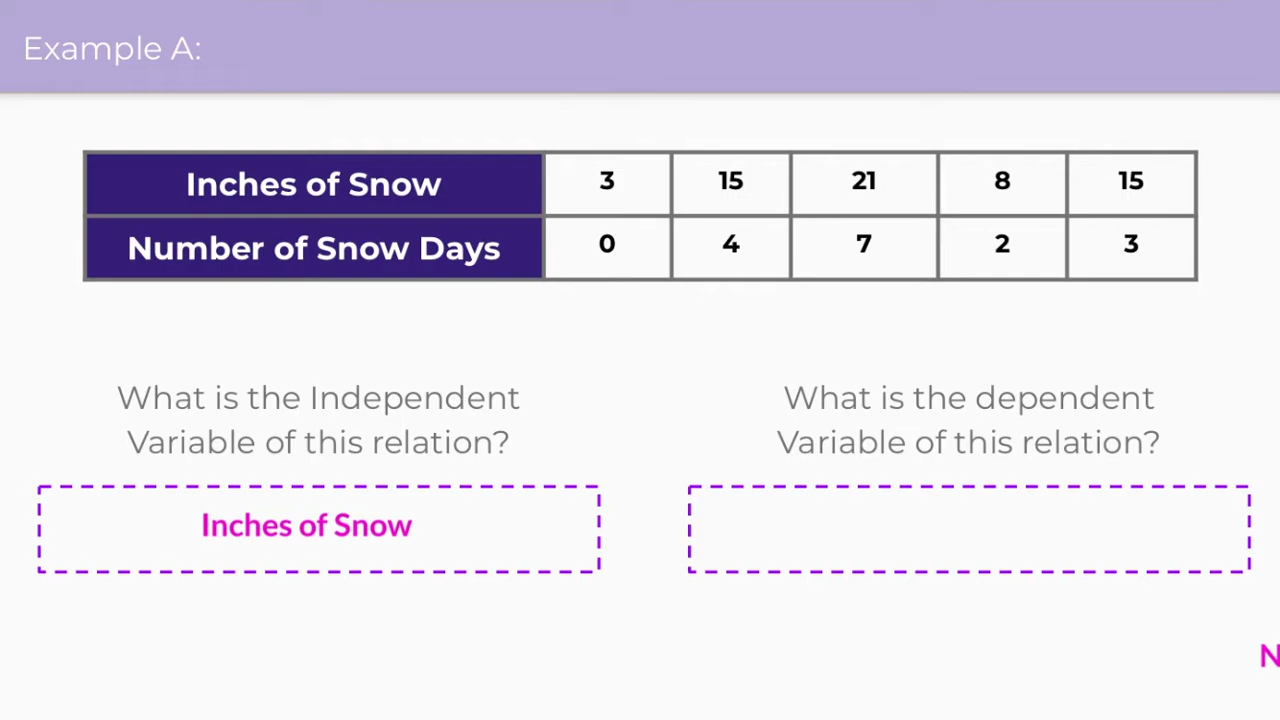 Example A:
Inches of Snow 3 15 21 8 15
Number of Snow Days 0 4 7 2 3
What is the Independent
Variable of this relation?
What is the dependent
Variable of this relation?
Inches of Snow
N